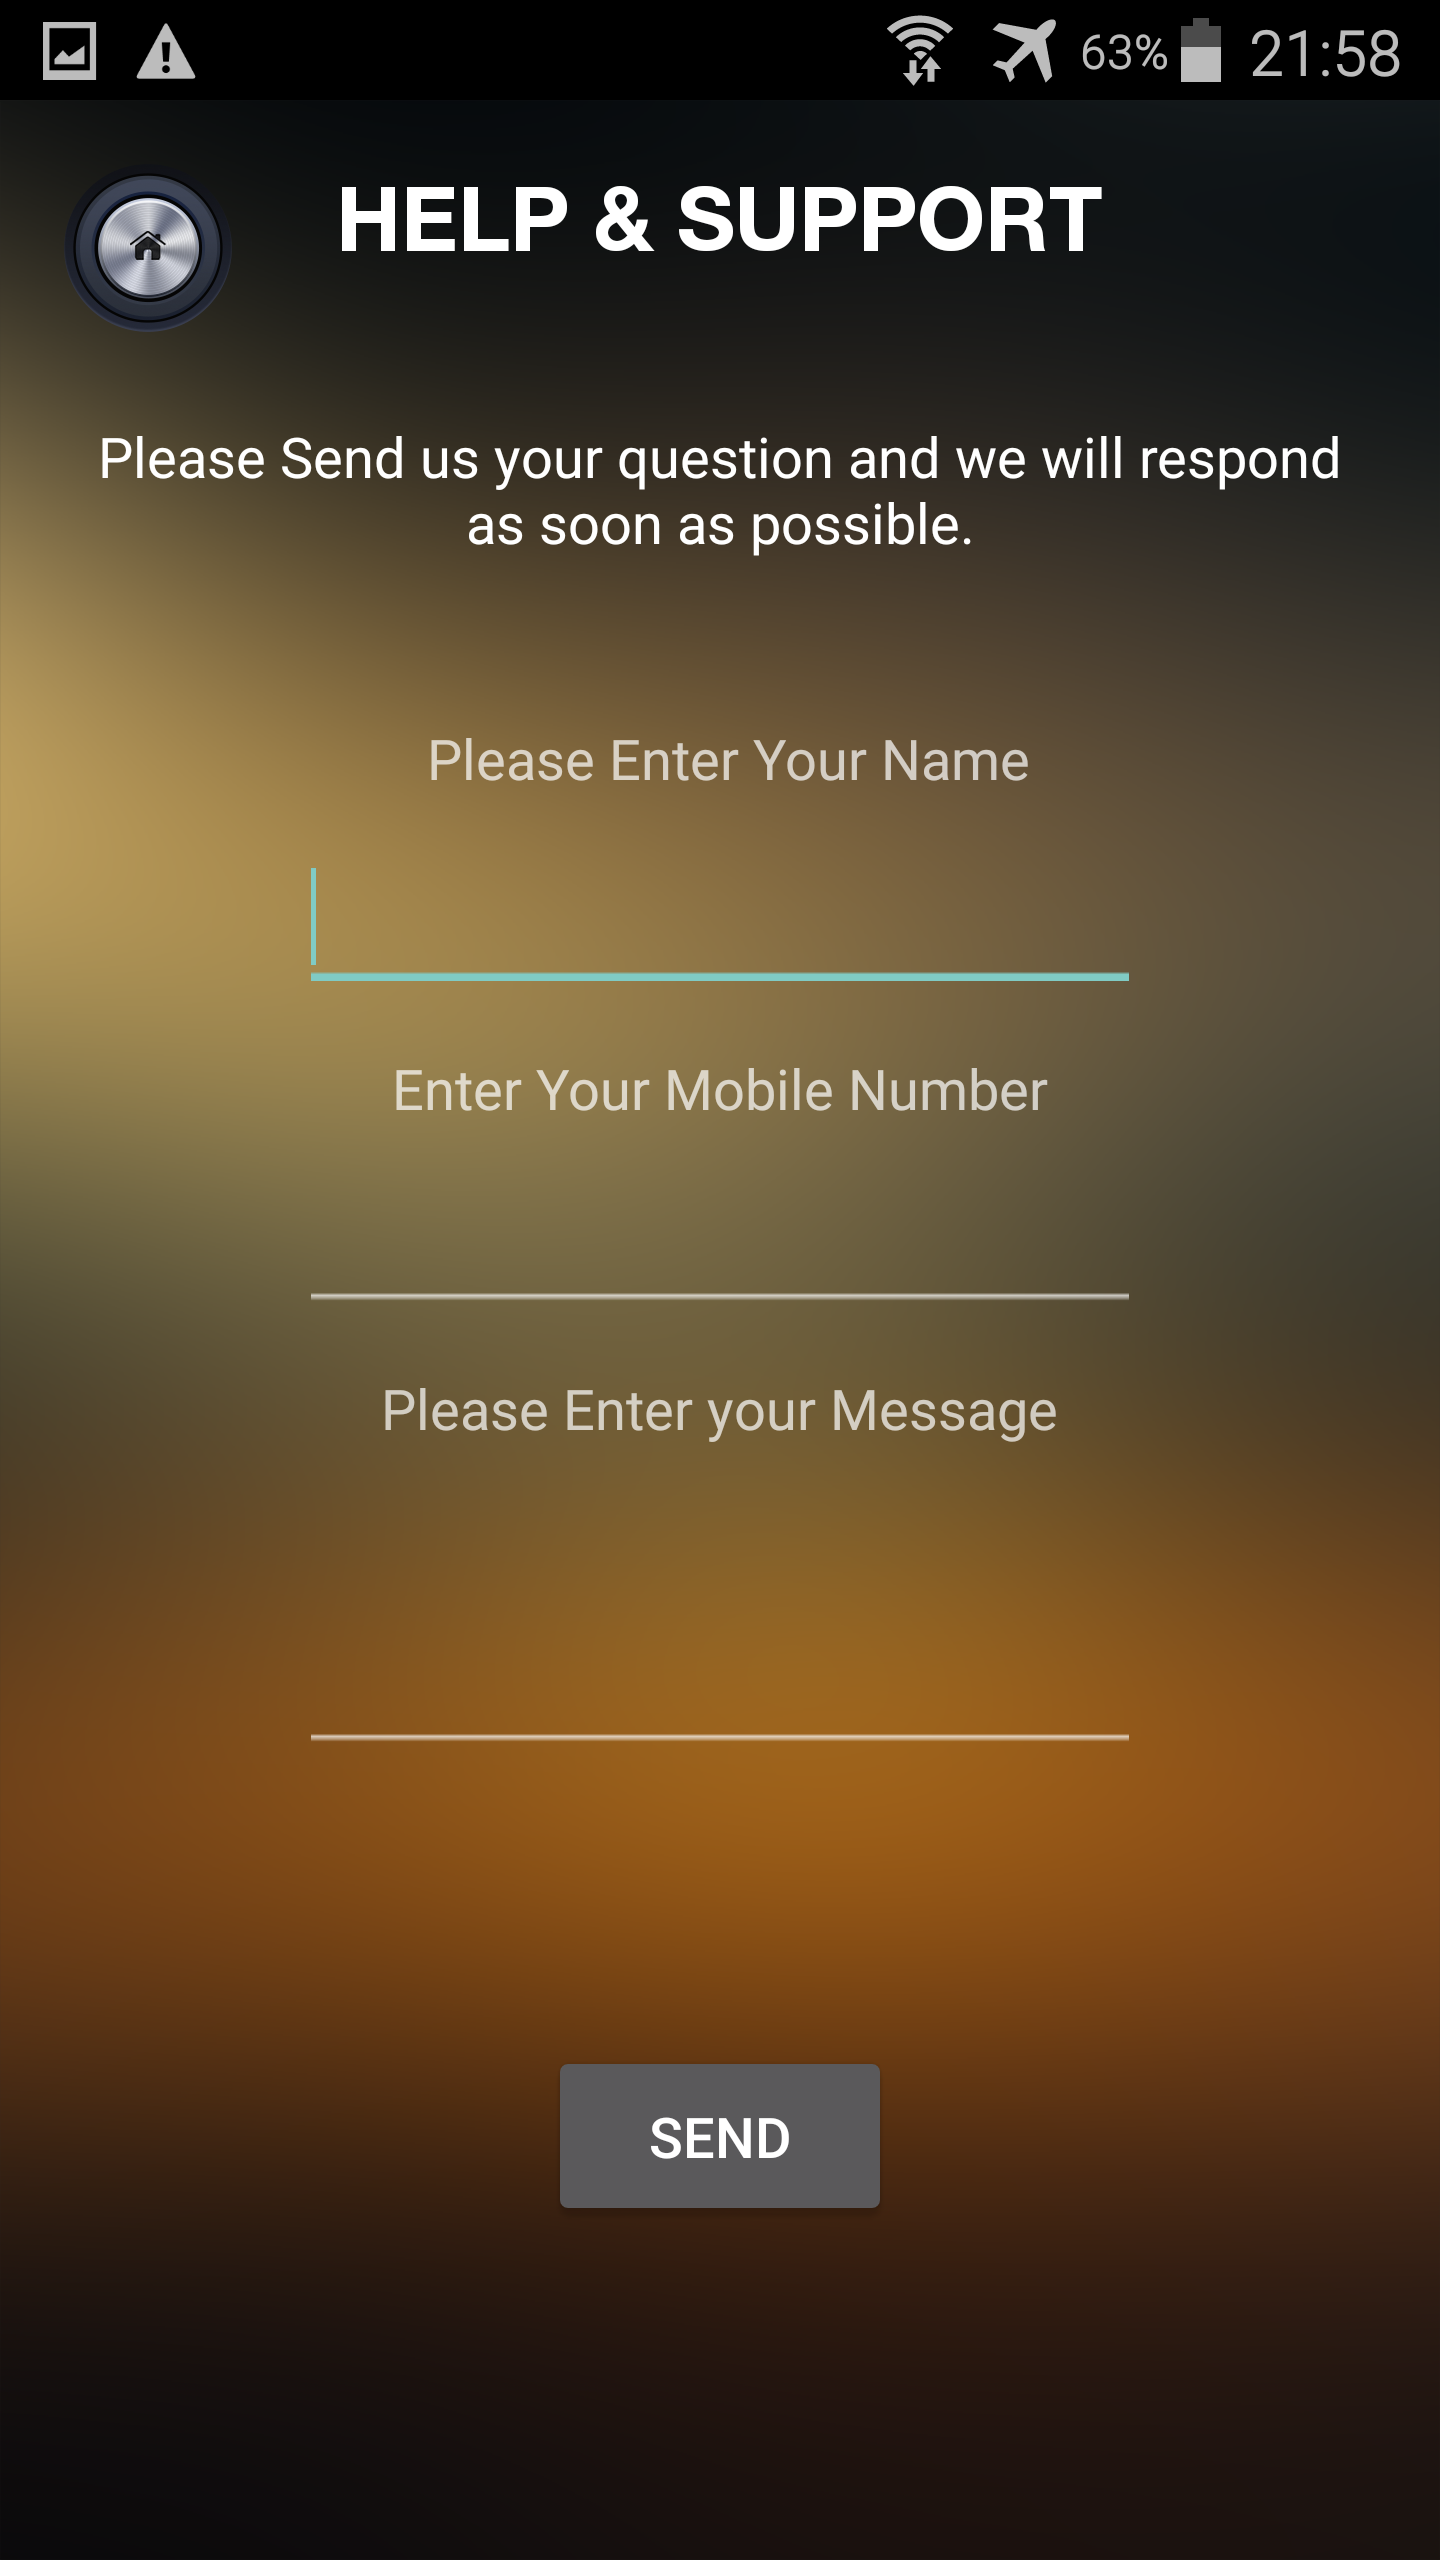 63% 21:58
HELP & SUPPORT
Please Send us your question and we will respond
as soon as possible.
Please Enter Your Name
Enter Your Mobile Number
Please Enter your Message
SEND